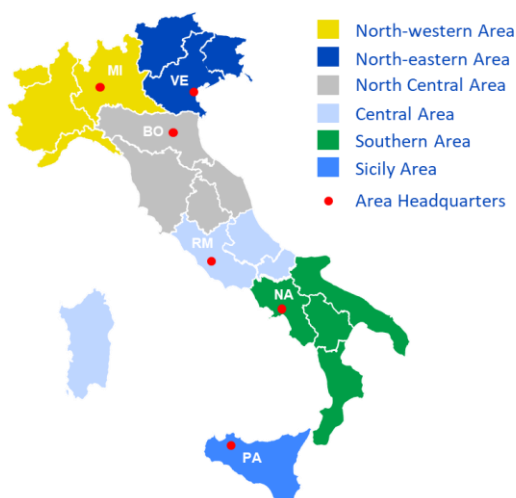 North-western Area
North-eastern Area
North Central Area
Central Area
Southern Area
Sicily Area
Area Headquarters
MI
VE
BO
RM
NA
PA